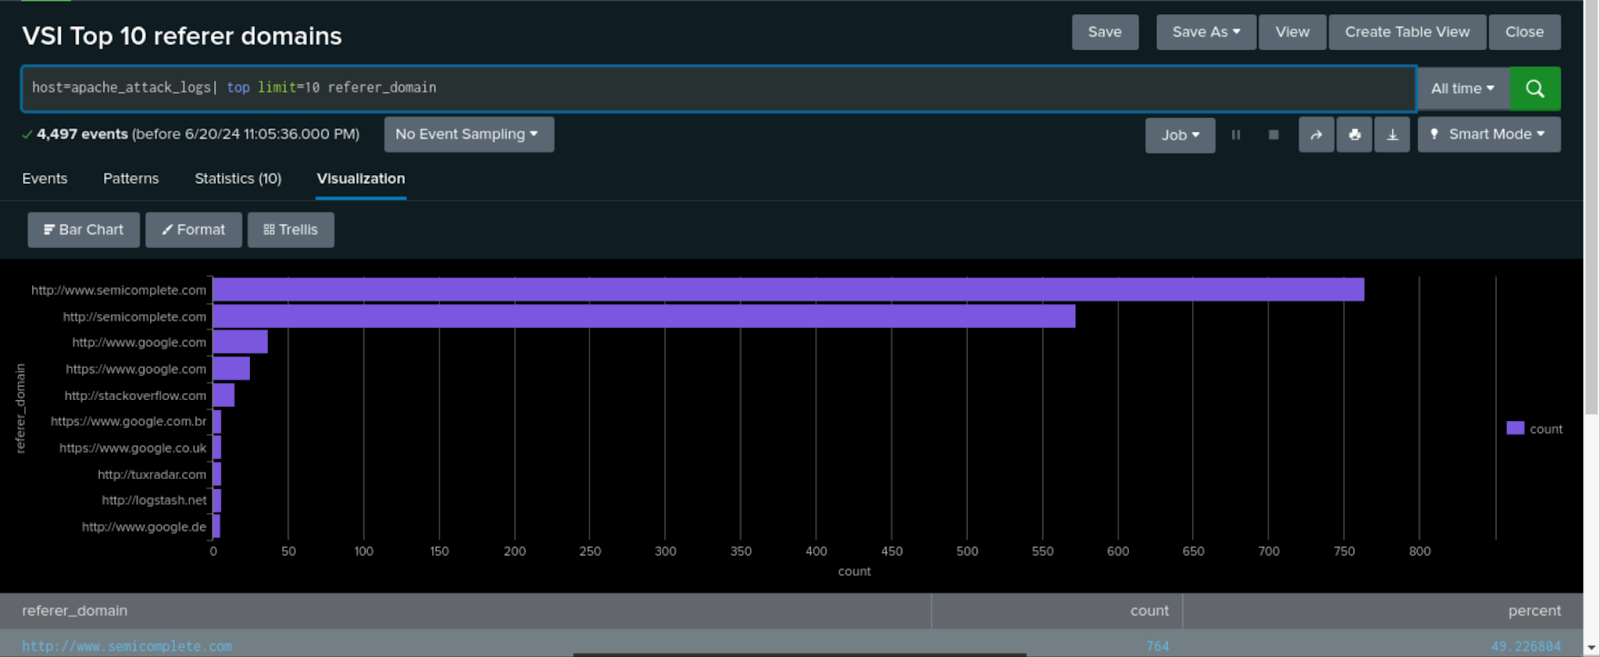 VSI Top 10 referer domains
Save Save As View Create Table View Close
host=apache_attack_logs| top limit=10 referer_domain
All time
4,497 events (before 6/20/24 11:05:36.000 PM)
No Event Sampling
Job
Smart Mode
Events Patterns Statistics (10) Visualization
Bar Chart Format Trellis
http://www.semicomplete.com
http://semicomplete.com
http://www.google.com
https://www.google.com
http://stackoverflow.com
https://www.google.com.br
https://www.google.co.uk
http://tuxradar.com
http://logstash.net
http://www.google.de
referer_domain
0 50 100 150 200 250 300 350 400 450 500 550 600 650 700 750 800
count
count
referer_domain count percent
http://www.semicomplete.com 764 49.226804